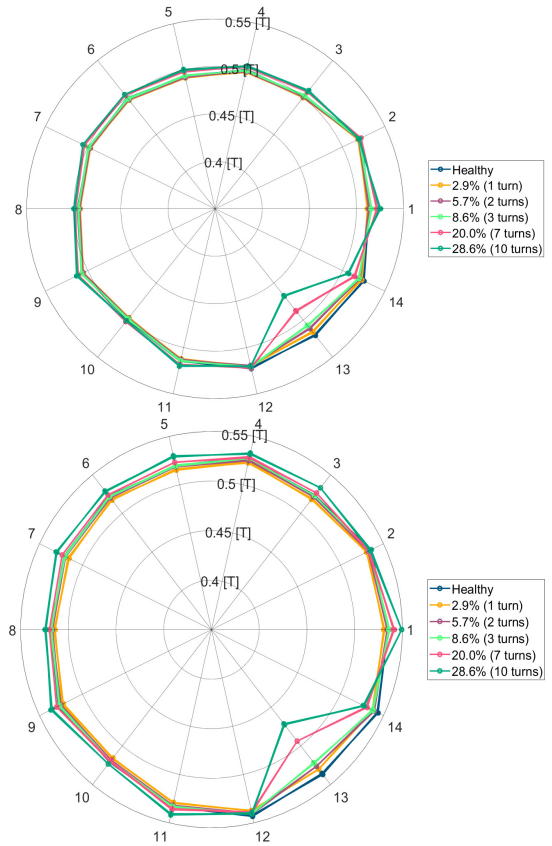 5
4
0.55 [T]
6
3
0.5 [T]
7
2
0.45 [T]
0.4 [T]
8
1
Healthy
2.9% (1 turn)
5.7% (2 turns)
8.6% (3 turns)
20.0% (7 turns)
28.6% (10 turns)
9
14
10
13
11
12
5
4
0.55 [T]
6
3
0.5 [T]
7
2
0.45 [T]
0.4 [T]
8
1
Healthy
2.9% (1 turn)
5.7% (2 turns)
8.6% (3 turns)
20.0% (7 turns)
28.6% (10 turns)
9
14
10
13
11
12